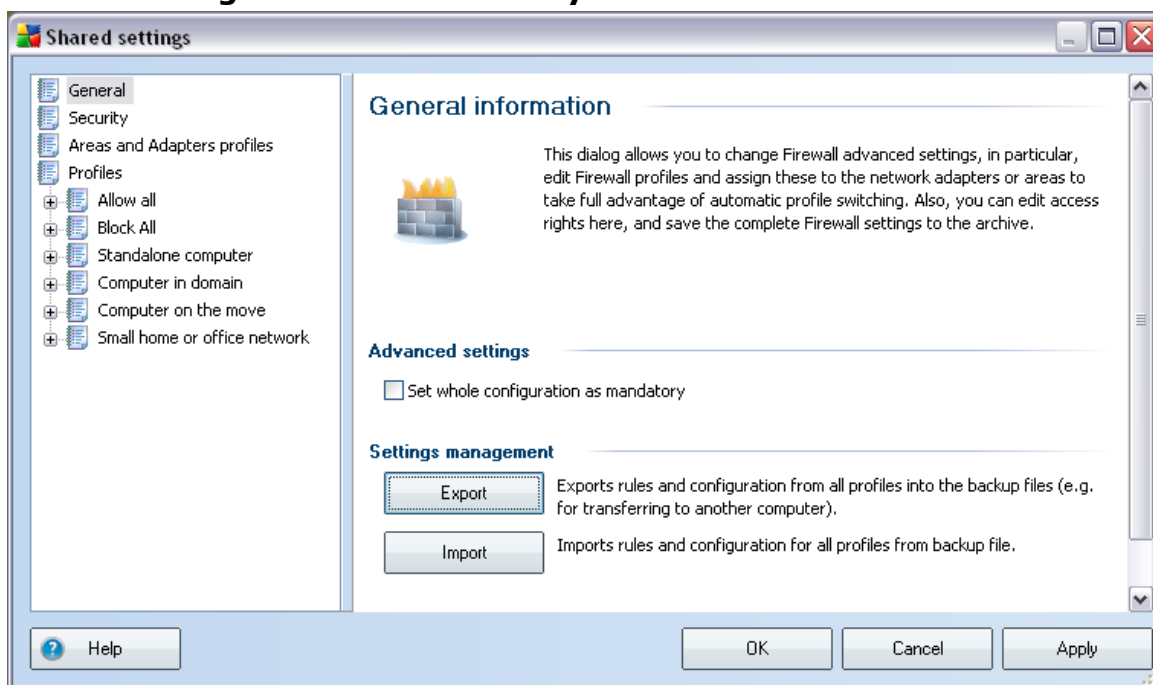 Shared settings
General
Security
Areas and Adapters profiles
Profiles
Allow all
Block All
Standalone computer
Computer in domain
Computer on the move
Small home or office network
General information
This dialog allows you to change Firewall advanced settings, in particular,
edit Firewall profiles and assign these to the network adapters or areas to
take full advantage of automatic profile switching. Also, you can edit access
rights here, and save the complete Firewall settings to the archive.
Advanced settings
Set whole configuration as mandatory
Settings management
Export
Exports rules and configuration from all profiles into the backup files (e.g.
for transferring to another computer).
Import
Imports rules and configuration for all profiles from backup file.
Help
OK
Cancel
Apply